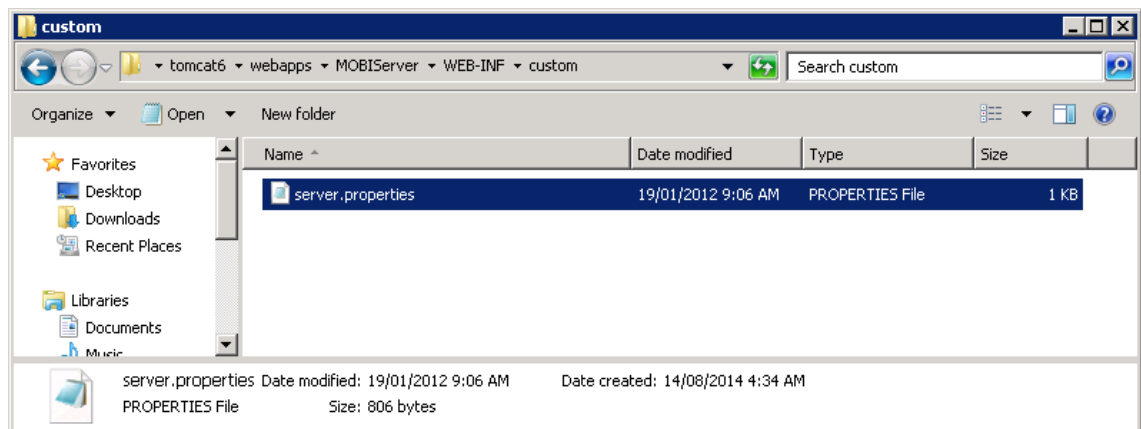 custom
tomcat6 webapps MOBIServer WEB-INF custom Search custom
Organize Open New folder
Name Date modified Type Size
Favorites
Desktop
Downloads
Recent Places
Libraries
Documents
Music
server.properties 19/01/2012 9:06 AM PROPERTIES File 1 KB
server.properties Date modified: 19/01/2012 9:06 AM Date created: 14/08/2014 4:34 AM
PROPERTIES File Size: 806 bytes